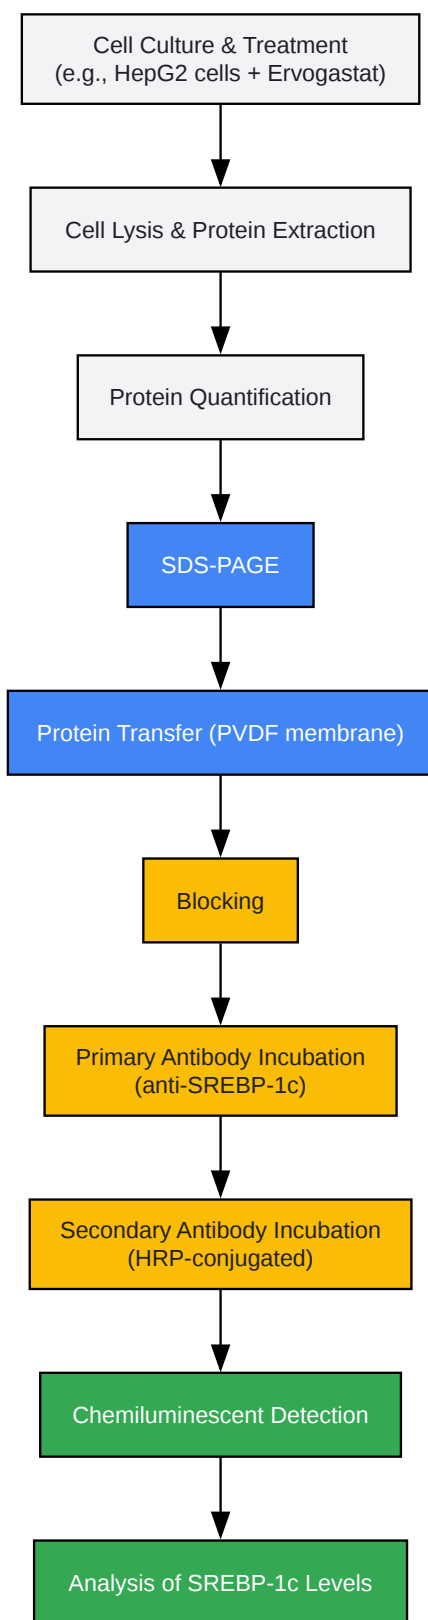 Cell Culture & Treatment
(e.g., HepG2 cells + Ervogastat)
Cell Lysis & Protein Extraction
Protein Quantification
SDS-PAGE
Protein Transfer (PVDF membrane)
Blocking
Primary Antibody Incubation
(anti-SREBP-1c)
Secondary Antibody Incubation
(HRP-conjugated)
Chemiluminescent Detection
Analysis of SREBP-1c Levels